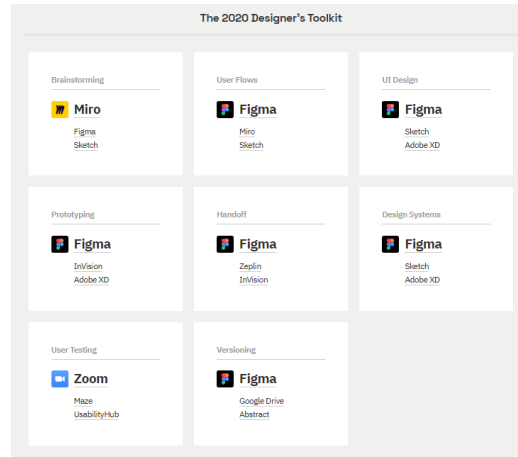 The 2020 Designer's Toolkit
Brainstorming
Miro
Figma
Sketch
User Flows
Figma
Miro
Sketch
UI Design
Figma
Sketch
Adobe XD
Prototyping
Figma
InVision
Adobe XD
Handoff
Figma
Zeplin
InVision
Design Systems
Figma
Sketch
Adobe XD
User Testing
Zoom
Maze
UsabilityHub
Versioning
Figma
Google Drive
Abstract